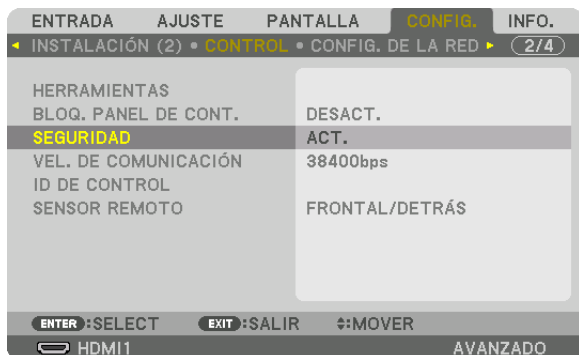 ENTRADA AJUSTE PANTALLA CONFIG. INFO.
INSTALACIÓN (2) • CONTROL • CONFIG. DE LA RED 2/4
HERRAMIENTAS
BLOQ. PANEL DE CONT. DESACT.
SEGURIDAD ACT.
VEL. DE COMUNICACIÓN 38400bps
ID DE CONTROL
SENSOR REMOTO FRONTAL/DETRÁS
ENTER :SELECT EXIT :SALIR :MOVER
HDMI1 AVANZADO